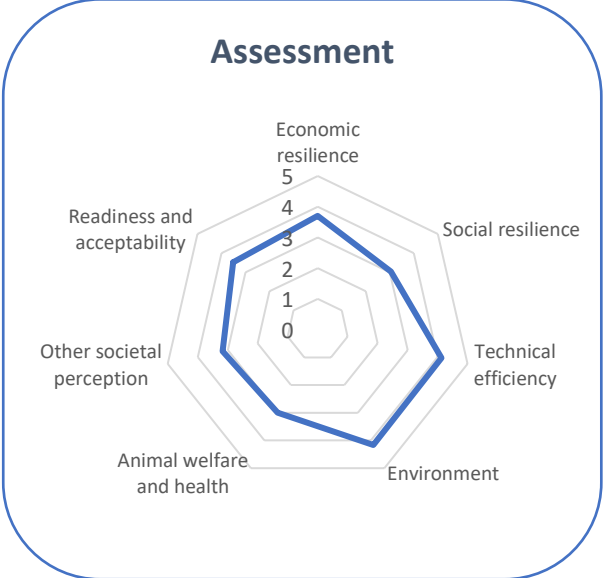 Assessment
Economic
resilience
5
4
3
2
1
0
Social resilience
Technical
efficiency
Environment
Animal welfare
and health
Other societal
perception
Readiness and
acceptability